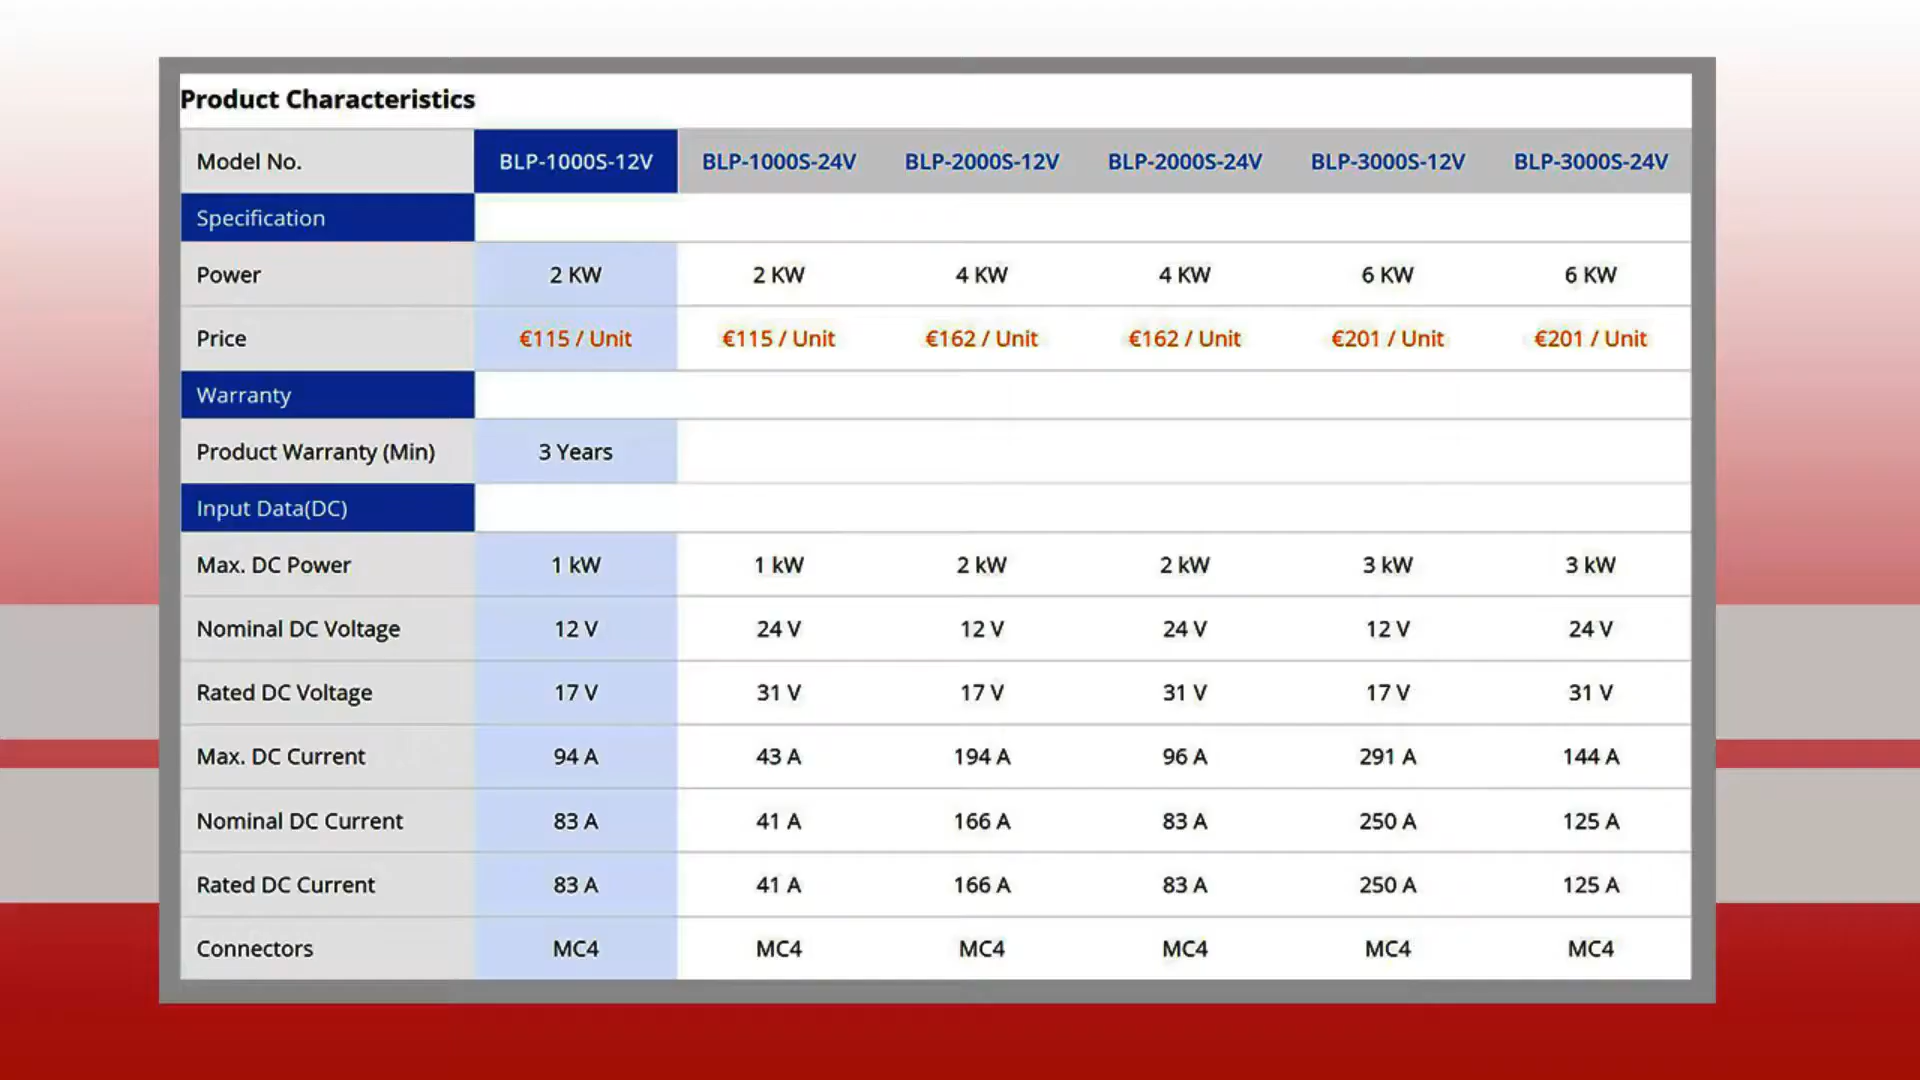 Product Characteristics
Model No. BLP-1000S-12V BLP-1000S-24V BLP-2000S-12V BLP-2000S-24V BLP-3000S-12V BLP-3000S-24V
Specification
Power 2 KW 2 KW 4 KW 4 KW 6 KW 6 KW
Price €115 / Unit €115 / Unit €162 / Unit €162 / Unit €201 / Unit €201 / Unit
Warranty
Product Warranty (Min) 3 Years
Input Data(DC)
Max. DC Power 1 kW 1 kW 2 kW 2 kW 3 kW 3 kW
Nominal DC Voltage 12 V 24 V 12 V 24 V 12 V 24 V
Rated DC Voltage 17 V 31 V 17 V 31 V 17 V 31 V
Max. DC Current 94 A 43 A 194 A 96 A 291 A 144 A
Nominal DC Current 83 A 41 A 166 A 83 A 250 A 125 A
Rated DC Current 83 A 41 A 166 A 83 A 250 A 125 A
Connectors MC4 MC4 MC4 MC4 MC4 MC4